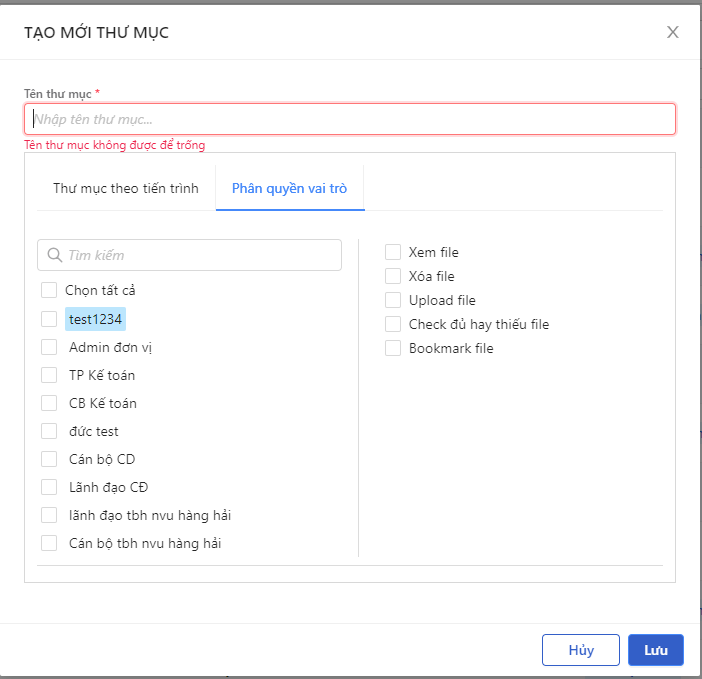 TẠO MỚI THƯ MỤC
Tên thư mục *
Nhập tên thư mục...
Tên thư mục không được để trống
Thư mục theo tiến trình
Phân quyền vai trò
Tìm kiếm
Chọn tất cả
test1234
Admin đơn vị
TP Kế toán
CB Kế toán
đức test
Cán bộ CD
Lãnh đạo CĐ
lãnh đạo tbh nvu hàng hải
Cán bộ tbh nvu hàng hải
Xem file
Xóa file
Upload file
Check đủ hay thiếu file
Bookmark file
Hủy
Lưu